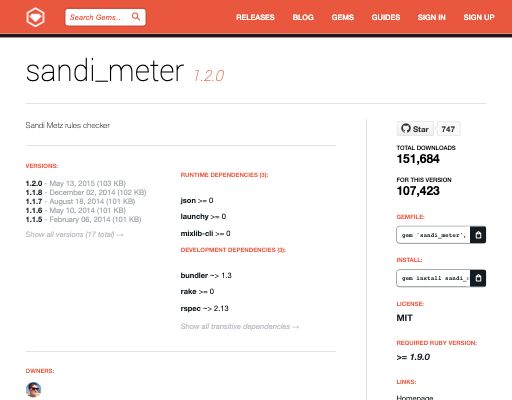 Search Gems...
RELEASES BLOG GEMS GUIDES SIGN IN SIGN UP
sandi_meter 1.2.0
Sandi Metz rules checker
VERSIONS:
1.2.0 - May 13, 2015 (103 KB)
1.1.8 - December 02, 2014 (102 KB)
1.1.7 - August 18, 2014 (101 KB)
1.1.6 - May 10, 2014 (101 KB)
1.1.5 - February 06, 2014 (101 KB)
Show all versions (17 total) →
RUNTIME DEPENDENCIES (3):
json >= 0
launchy >= 0
mixlib-cli >= 0
DEVELOPMENT DEPENDENCIES (3):
bundler ~> 1.3
rake >= 0
rspec ~> 2.13
Show all transitive dependencies →
OWNERS:
Star 747
TOTAL DOWNLOADS
151,684
FOR THIS VERSION
107,423
GEMFILE:
gem 'sandi_meter',
INSTALL:
gem install sandi_
LICENSE:
MIT
REQUIRED RUBY VERSION:
>= 1.9.0
LINKS:
Homepage